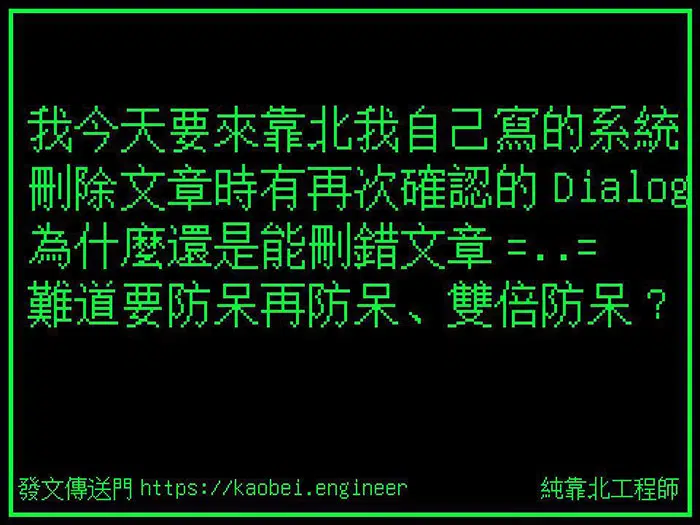 我今天要來靠北我自己寫的系統
刪除文章時有再次確認的 Dialog
為什麼還是能刪錯文章 =..=
難道要防呆再防呆、雙倍防呆？
發文傳送門 https://kaobei.engineer
純靠北工程師